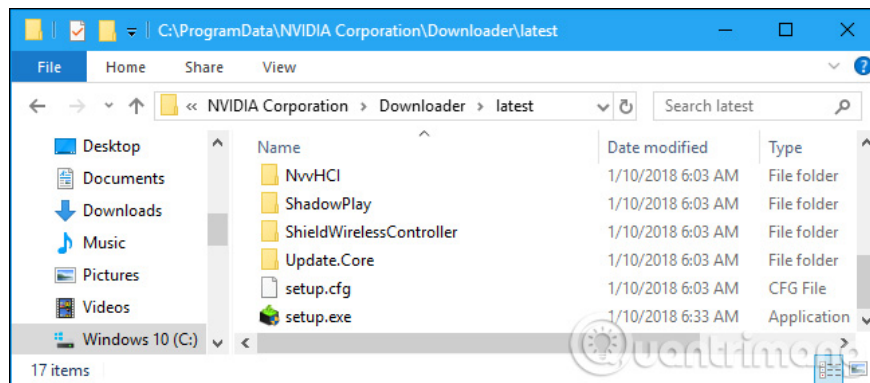 C:\ProgramData\NVIDIA Corporation\Downloader\latest
File Home Share View
« NVIDIA Corporation > Downloader > latest Search latest
Desktop
Documents
Downloads
Music
Pictures
Videos
Windows 10 (C:)
Name Date modified Type
NvvHCI 1/10/2018 6:03 AM File folder
ShadowPlay 1/10/2018 6:03 AM File folder
ShieldWirelessController 1/10/2018 6:03 AM File folder
Update.Core 1/10/2018 6:03 AM File folder
setup.cfg 1/10/2018 6:03 AM CFG File
setup.exe 1/10/2018 6:33 AM Application
17 items
Quantrimang